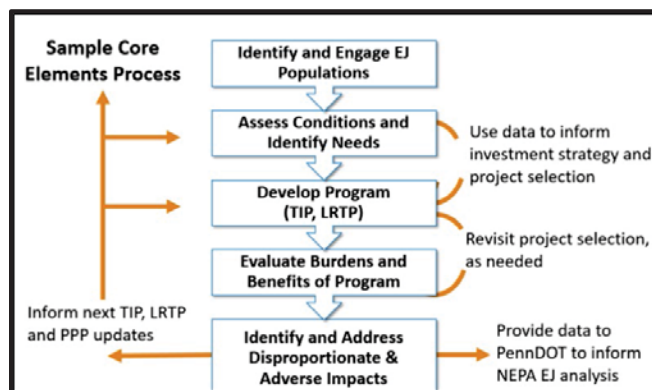 Sample Core
Elements Process
Identify and Engage EJ
Populations
Assess Conditions and
Identify Needs
Use data to inform
investment strategy and
project selection
Develop Program
(TIP, LRTP)
Revisit project selection,
as needed
Evaluate Burdens and
Benefits of Program
Inform next TIP, LRTP
and PPP updates
Identify and Address
Disproportionate &
Adverse Impacts
Provide data to
PennDOT to inform
NEPA EJ analysis